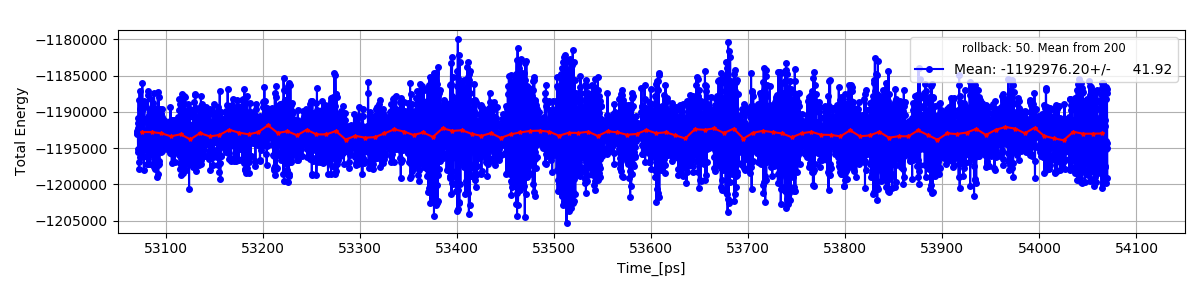 Total Energy
−1180000
−1185000
−1190000
−1195000
−1200000
−1205000
rollback: 50. Mean from 200
Mean: -1192976.20+/-     41.92
53100 53200 53300 53400 53500 53600 53700 53800 53900 54000 54100
Time_[ps]